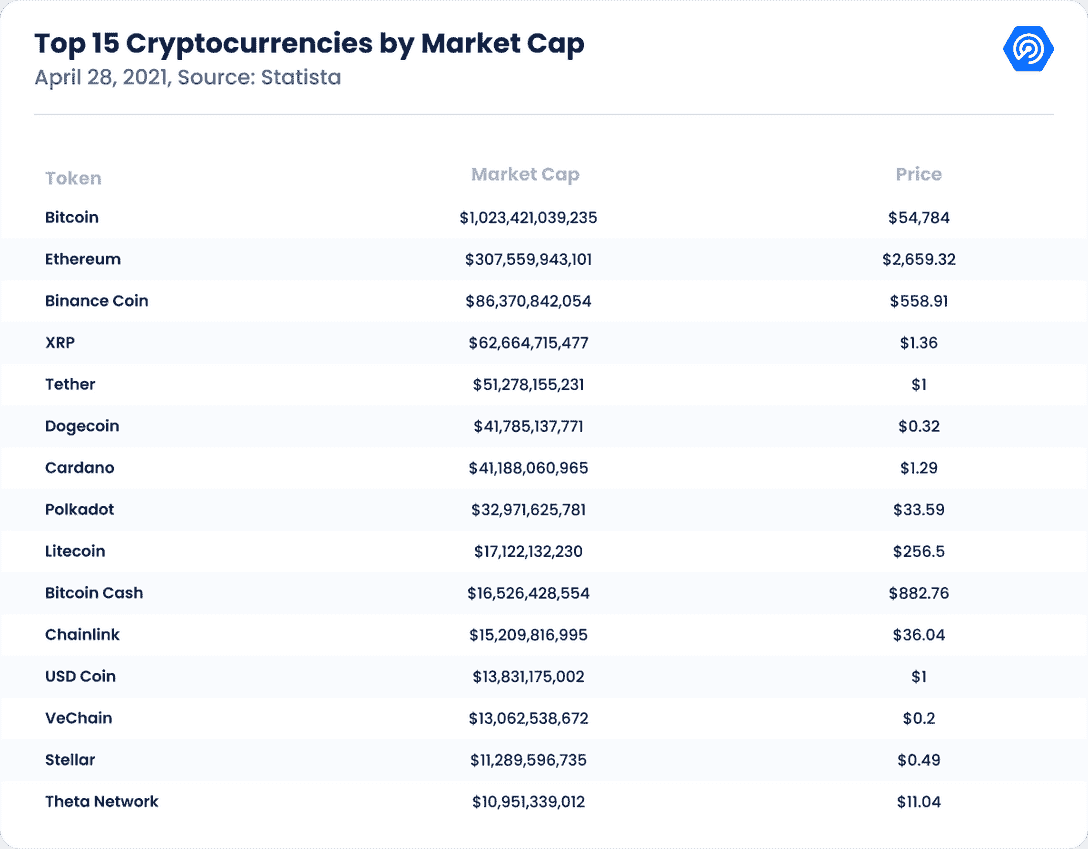 Top 15 Cryptocurrencies by Market Cap
April 28, 2021, Source: Statista
Token Market Cap Price
Bitcoin $1,023,421,039,235 $54,784
Ethereum $307,559,943,101 $2,659.32
Binance Coin $86,370,842,054 $558.91
XRP $62,664,715,477 $1.36
Tether $51,278,155,231 $1
Dogecoin $41,785,137,771 $0.32
Cardano $41,188,060,965 $1.29
Polkadot $32,971,625,781 $33.59
Litecoin $17,122,132,230 $256.5
Bitcoin Cash $16,526,428,554 $882.76
Chainlink $15,209,816,995 $36.04
USD Coin $13,831,175,002 $1
VeChain $13,062,538,672 $0.2
Stellar $11,289,596,735 $0.49
Theta Network $10,951,339,012 $11.04